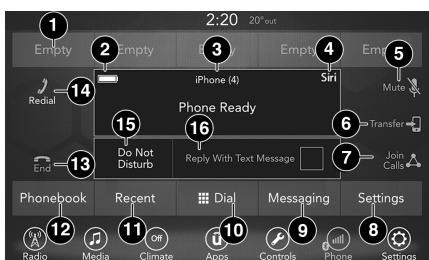 2:20 20°out
1
Empty Empty Empty Empty Empty
2 3 4 5
iPhone (4) Siri
Mute
Redial 14
Phone Ready
6 Transfer
15 16
Do Not
Disturb
Reply With Text Message
7 Join
Calls
End 13
Phonebook Recent Dial Messaging Settings
12 11 10 9 8
Off ū
Radio Media Climate Apps Controls Phone Settings